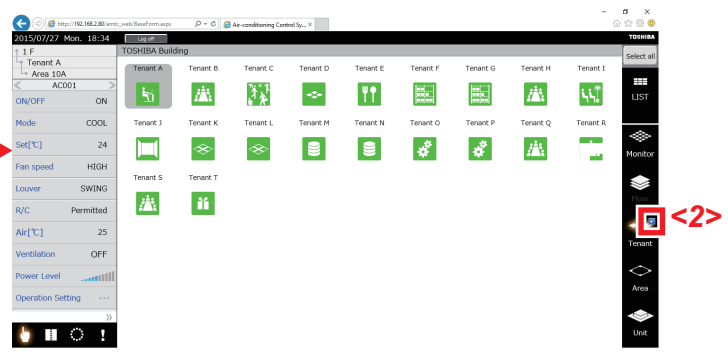 http://192.168.2.80/amtc_web/BaseForm.aspx
Air-conditioning Control Sy...
2015/07/27 Mon. 18:34
Log off
TOSHIBA
1 F
Tenant A
Area 10A
< AC001 >
ON/OFF ON
Mode COOL
Set[℃] 24
Fan speed HIGH
Louver SWING
R/C Permitted
Air[℃] 25
Ventilation OFF
Power Level
Operation Setting ...
»
!
TOSHIBA Building
Tenant A Tenant B Tenant C Tenant D Tenant E Tenant F Tenant G Tenant H Tenant I
Tenant J Tenant K Tenant L Tenant M Tenant N Tenant O Tenant P Tenant Q Tenant R
Tenant S Tenant T
Select all
LIST
Monitor
Floor
<2>
Tenant
Area
Unit